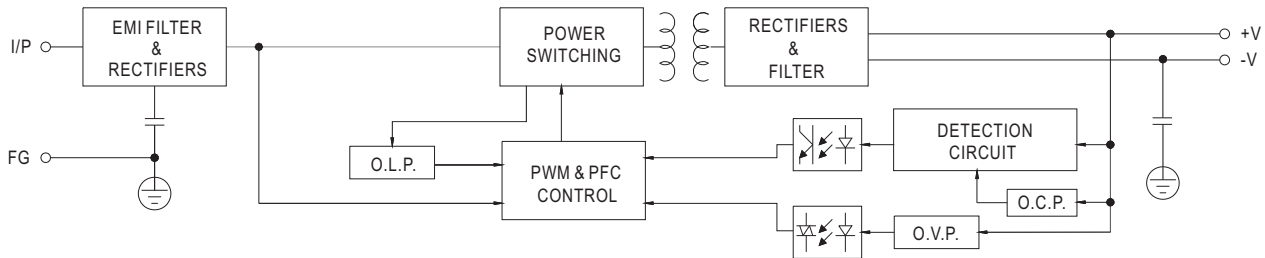 I/P
EMI FILTER
&
RECTIFIERS
POWER
SWITCHING
RECTIFIERS
&
FILTER
+V
-V
FG
O.L.P.
PWM & PFC
CONTROL
DETECTION
CIRCUIT
O.C.P.
O.V.P.